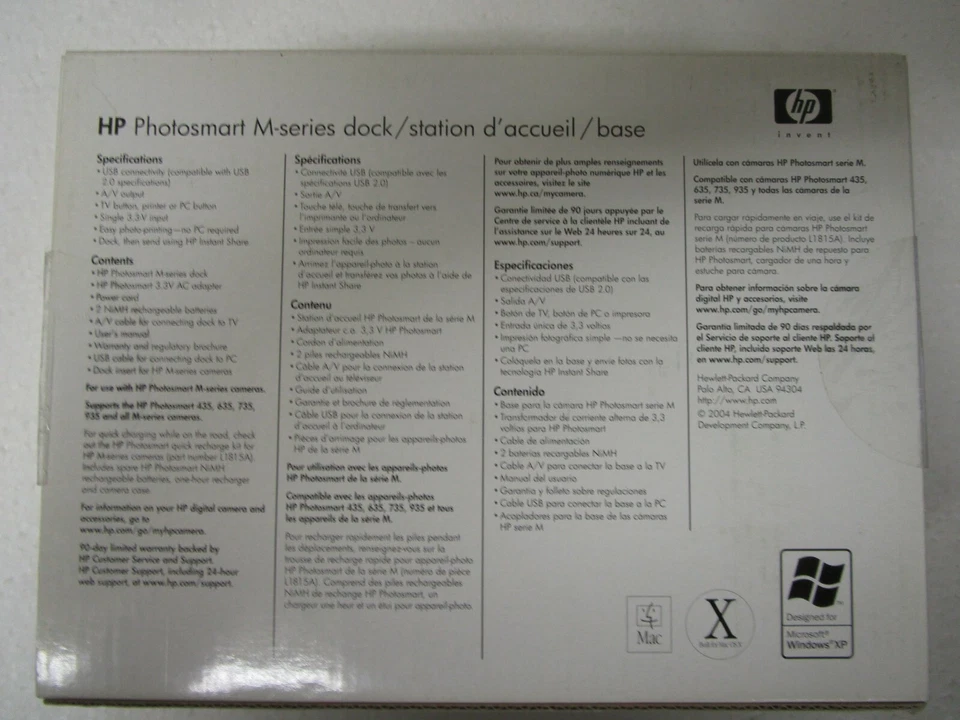 hp
invent
HP Photosmart M-series dock/station d'accueil/base
Specifications
• USB connectivity (compatible with USB
2.0 specifications)
• A/V output
• TV button, printer or PC button
• Single 3.3V input
• Easy photo-printing—no PC required
• Dock, then send using HP Instant Share
Contents
• HP Photosmart M-series dock
• HP Photosmart 3.3V AC adapter
• Power cord
• 2 NiMH rechargeable batteries
• A/V cable for connecting dock to TV
• User's manual
• Warranty and regulatory brochure
• USB cable for connecting dock to PC
• Dock insert for HP M-series cameras
For use with HP Photosmart M-series cameras.
Supports the HP Photosmart 435, 635, 735,
935 and all M-series cameras.
For quick charging while on the road, check
out the HP Photosmart quick recharge kit for
HP M-series cameras (part number L1815A).
Includes spare HP Photosmart NiMH
rechargeable batteries, one-hour recharger
and camera case.
For information on your HP digital camera and
accessories, go to
www.hp.com/go/myhpcamera.
90-day limited warranty backed by
HP Customer Service and Support.
HP Customer Support, including 24-hour
web support, at www.hp.com/support.
Spécifications
• Connectivité USB (compatible avec les
spécifications USB 2.0)
• Sortie A/V
• Touche télé, touche de transfert vers
l'imprimante ou l'ordinateur
• Entrée simple 3,3 V
• Impression facile des photos – aucun
ordinateur requis
• Arrimez l'appareil-photo à la station
d'accueil et transférez vos photos à l'aide de
HP Instant Share
Contenu
• Station d'accueil HP Photosmart de la série M
• Adaptateur c.a. 3,3 V HP Photosmart
• Cordon d'alimentation
• 2 piles rechargeables NiMH
• Câble A/V pour la connexion de la station
d'accueil au téléviseur
• Guide d'utilisation
• Garantie et brochure de réglementation
• Câble USB pour la connexion de la station
d'accueil à l'ordinateur
• Pièces d'arrimage pour les appareils-photos
HP de la série M
Pour utilisation avec les appareils-photos
HP Photosmart de la série M.
Compatible avec les appareils-photos
HP Photosmart 435, 635, 735, 935 et tous
les appareils de la série M.
Pour recharger rapidement les piles pendant
les déplacements, renseignez-vous sur la
trousse de recharge rapide pour appareil-photo
HP Photosmart de la série M (numéro de pièce
L1815A). Comprend des piles rechargeables
NiMH de rechange HP Photosmart, un
chargeur une heure et un étui pour appareil-photo.
Pour obtenir de plus amples renseignements
sur votre appareil-photo numérique HP et les
accessoires, visitez le site
www.hp.ca/mycamera.
Garantie limitée de 90 jours appuyée par le
Centre de service à la clientèle HP incluant de
l'assistance sur le Web 24 heures sur 24, au
www.hp.com/support.
Especificaciones
• Conectividad USB (compatible con las
especificaciones de USB 2.0)
• Salida A/V
• Botón de TV, botón de PC o impresora
• Entrada única de 3,3 voltios
• Impresión fotográfica simple —no se necesita
una PC
• Colóquela en la base y envíe fotos con la
tecnología HP Instant Share
Contenido
• Base para la cámara HP Photosmart serie M
• Transformador de corriente alterna de 3,3
voltios para HP Photosmart
• Cable de alimentación
• 2 baterías recargables NiMH
• Cable A/V para conectar la base a la TV
• Manual del usuario
• Garantía y folleto sobre regulaciones
• Cable USB para conectar la base a la PC
• Acopladores para la base de las cámaras
HP serie M
Utilícela con cámaras HP Photosmart serie M.
Compatible con cámaras HP Photosmart 435,
635, 735, 935 y todas las cámaras de la
serie M.
Para cargar rápidamente en viaje, use el kit de
recarga rápida para cámaras HP Photosmart
serie M (número de producto L1815A). Incluye
baterías recargables NiMH de repuesto para
HP Photosmart, cargador de una hora y
estuche para cámara.
Para obtener información sobre la cámara
digital HP y accesorios, visite
www.hp.com/go/myhpcamera.
Garantía limitada de 90 días respaldada por
el Servicio de soporte al cliente HP. Soporte al
cliente HP, incluido soporte Web las 24 horas,
en www.hp.com/support.
Hewlett-Packard Company
Palo Alto, CA USA 94304
http://www.hp.com
© 2004 Hewlett-Packard
Development Company, L.P.
Mac
X
Built for Mac OS X
Designed for
Microsoft®
Windows®XP